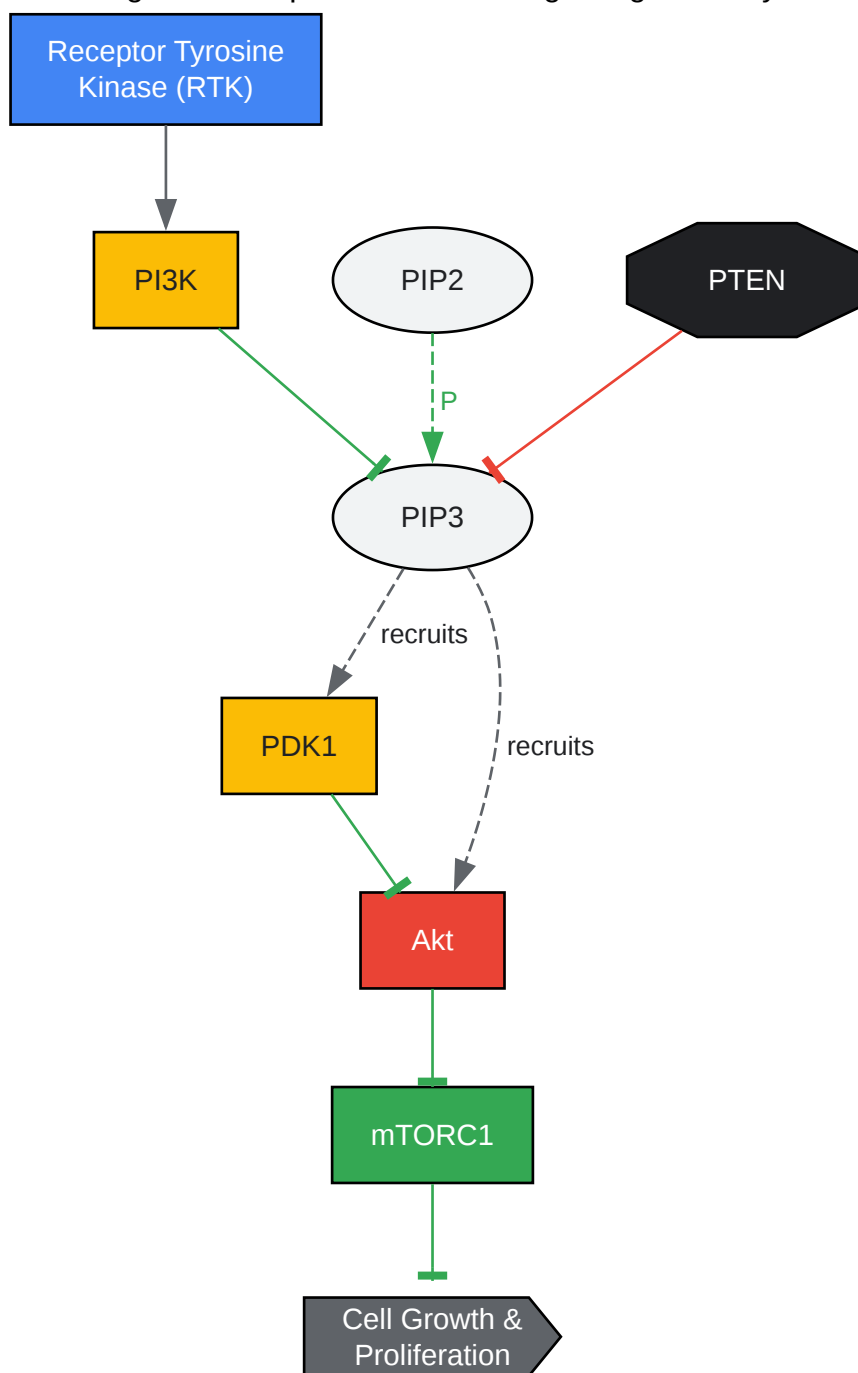 Receptor Tyrosine
Kinase (RTK)
PI3K
PIP2
PTEN
P
PIP3
recruits
PDK1
recruits
Akt
mTORC1
Cell Growth &
Proliferation